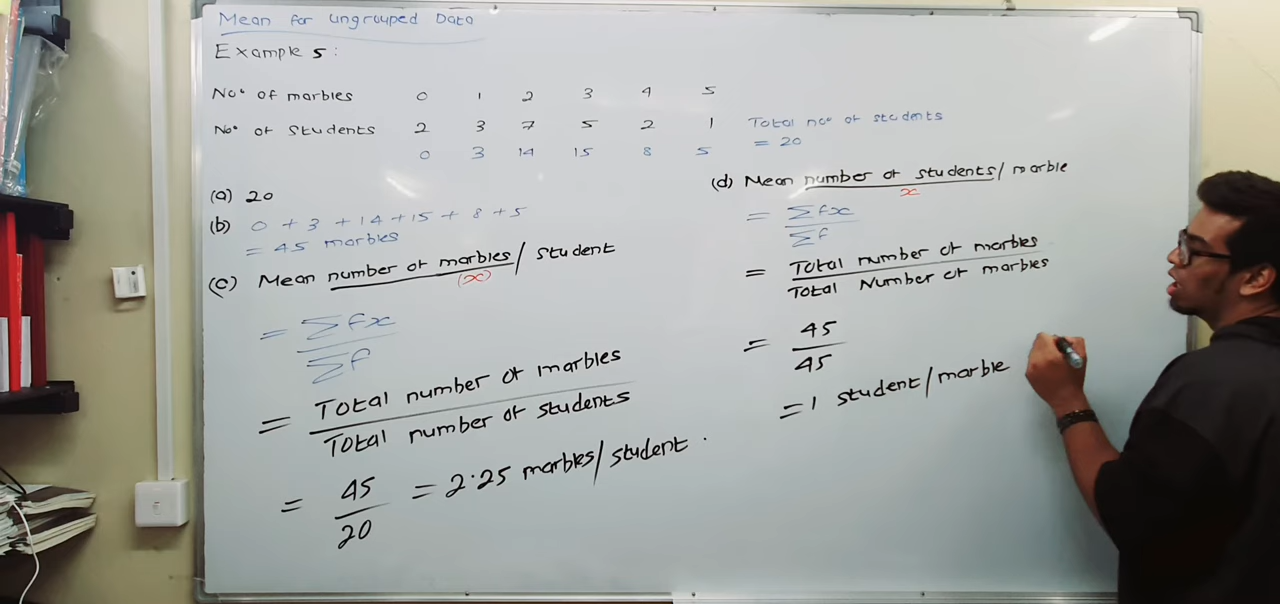 Mean for ungrouped Data
Example 5:
No. of marbles 0 1 2 3 4 5
No. of Students 2 3 7 5 2 1
0 3 14 15 8 5
Total no. of students
= 20
(a) 20
(b) 0 + 3 + 14 + 15 + 8 + 5
= 45 marbles
(c) Mean number of marbles / student
(x)
= Σfx
Σf
= Total number of marbles
Total number of students
= 45
20
= 2.25 marbles/student.
(d) Mean number of students / marble
x
= Σfx
Σf
= Total number of marbles
Total Number of marbles
= 45
45
= 1 student/marble